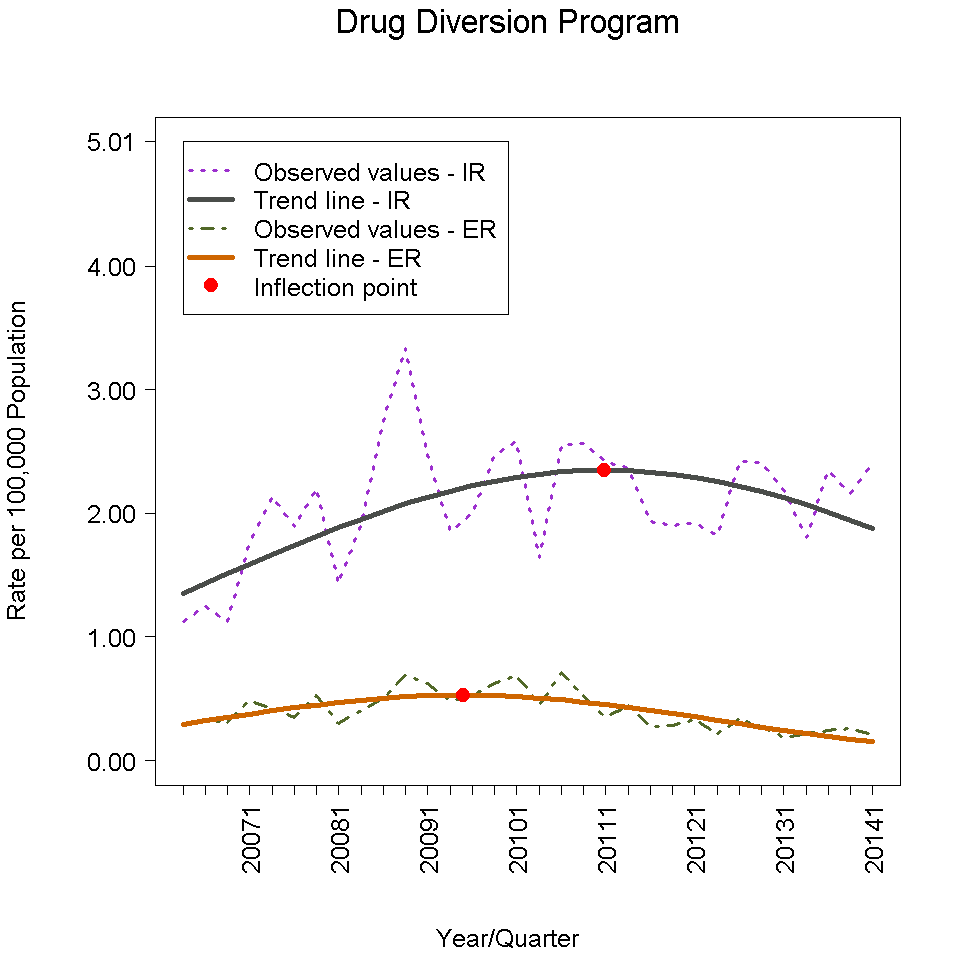 Drug Diversion Program
5.01
4.00
3.00
2.00
1.00
0.00
Rate per 100,000 Population
Observed values - IR
Trend line - IR
Observed values - ER
Trend line - ER
Inflection point
20071
20081
20091
20101
20111
20121
20131
20141
Year/Quarter